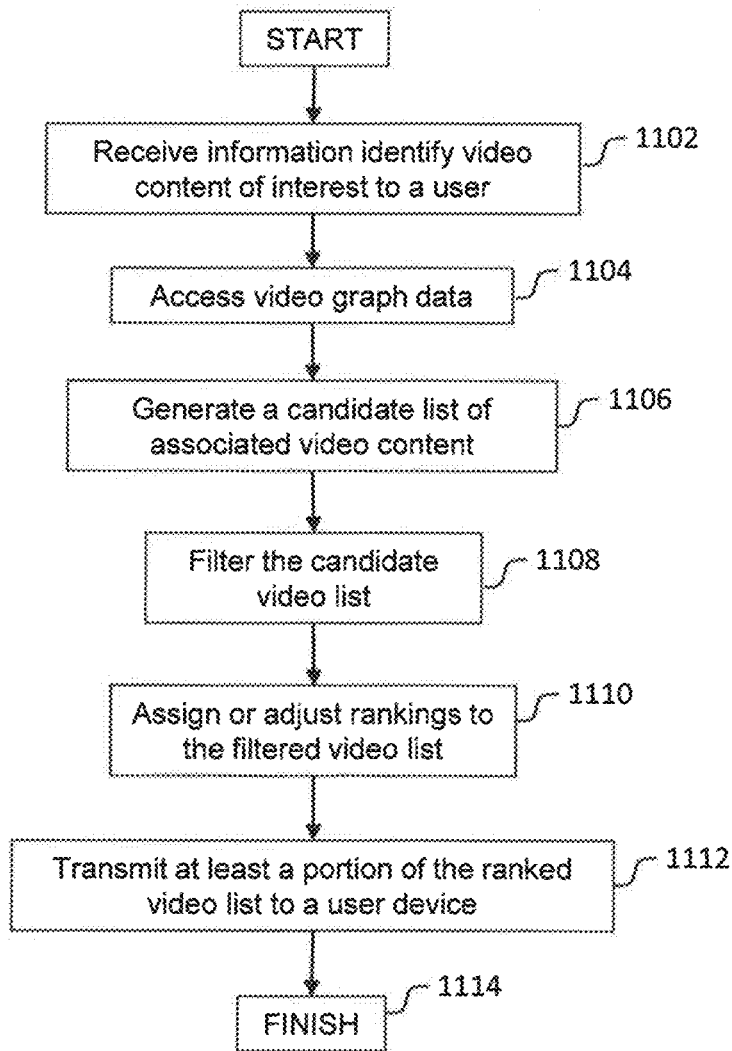 START
Receive information identify video
content of interest to a user
1102
Access video graph data
1104
Generate a candidate list of
associated video content
1106
Filter the candidate
video list
1108
Assign or adjust rankings to
the filtered video list
1110
Transmit at least a portion of the ranked
video list to a user device
1112
FINISH
1114